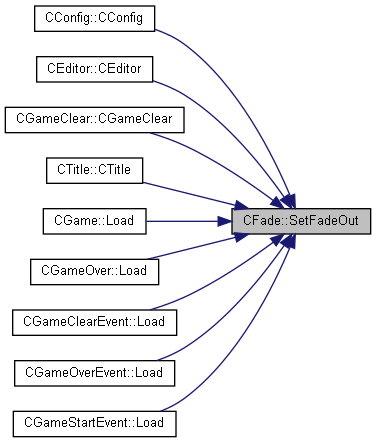 CConfig::CConfig
CEditor::CEditor
CGameClear::CGameClear
CTitle::CTitle
CGame::Load
CFade::SetFadeOut
CGameOver::Load
CGameClearEvent::Load
CGameOverEvent::Load
CGameStartEvent::Load